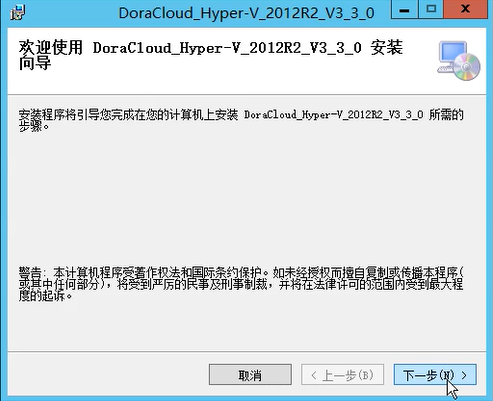 DoraCloud_Hyper-V_2012R2_V3_3_0
欢迎使用 DoraCloud_Hyper-V_2012R2_V3_3_0 安装
向导
安装程序将引导您完成在您的计算机上安装 DoraCloud_Hyper-V_2012R2_V3_3_0 所需的
步骤。
警告: 本计算机程序受著作权法和国际条约保护。如未经授权而擅自复制或传播本程序(
或其中任何部分)，将受到严厉的民事及刑事制裁，并将在法律许可的范围内受到最大程
度的起诉。
取消
< 上一步(B)
下一步(N) >